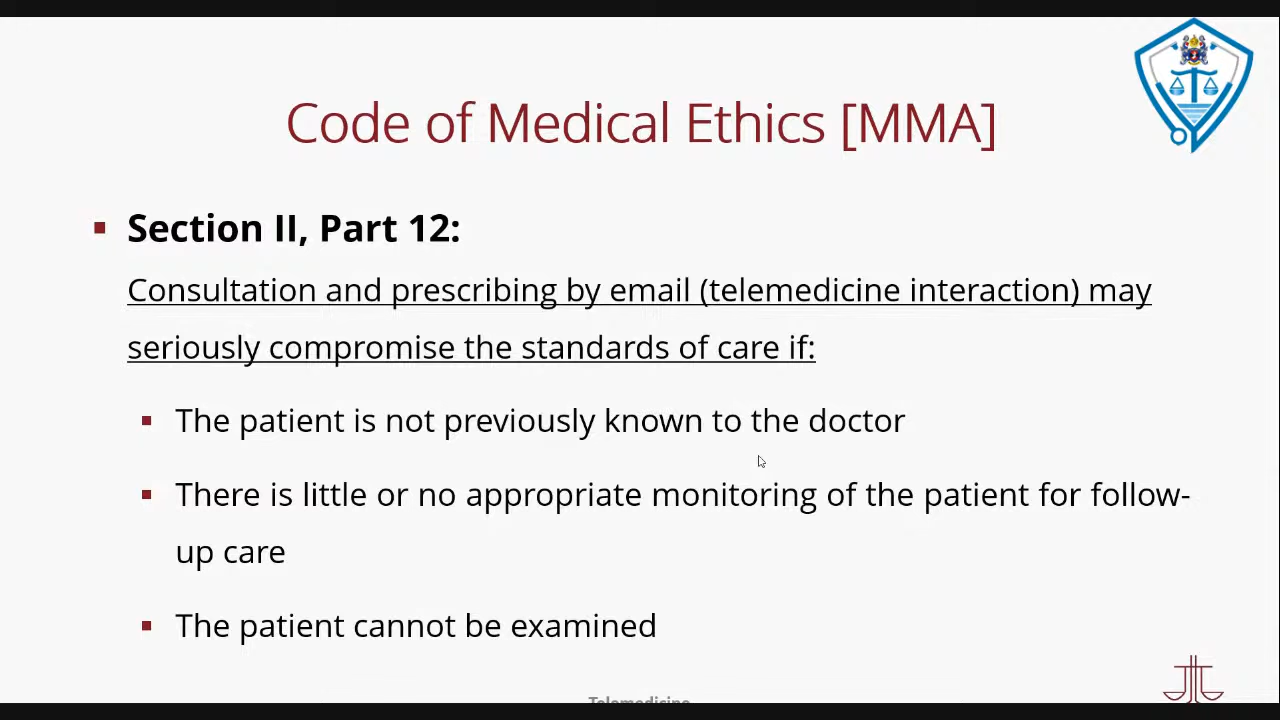 Code of Medical Ethics [MMA]
Section II, Part 12:
Consultation and prescribing by email (telemedicine interaction) may
seriously compromise the standards of care if:
The patient is not previously known to the doctor
There is little or no appropriate monitoring of the patient for follow-
up care
The patient cannot be examined
Telemedicine